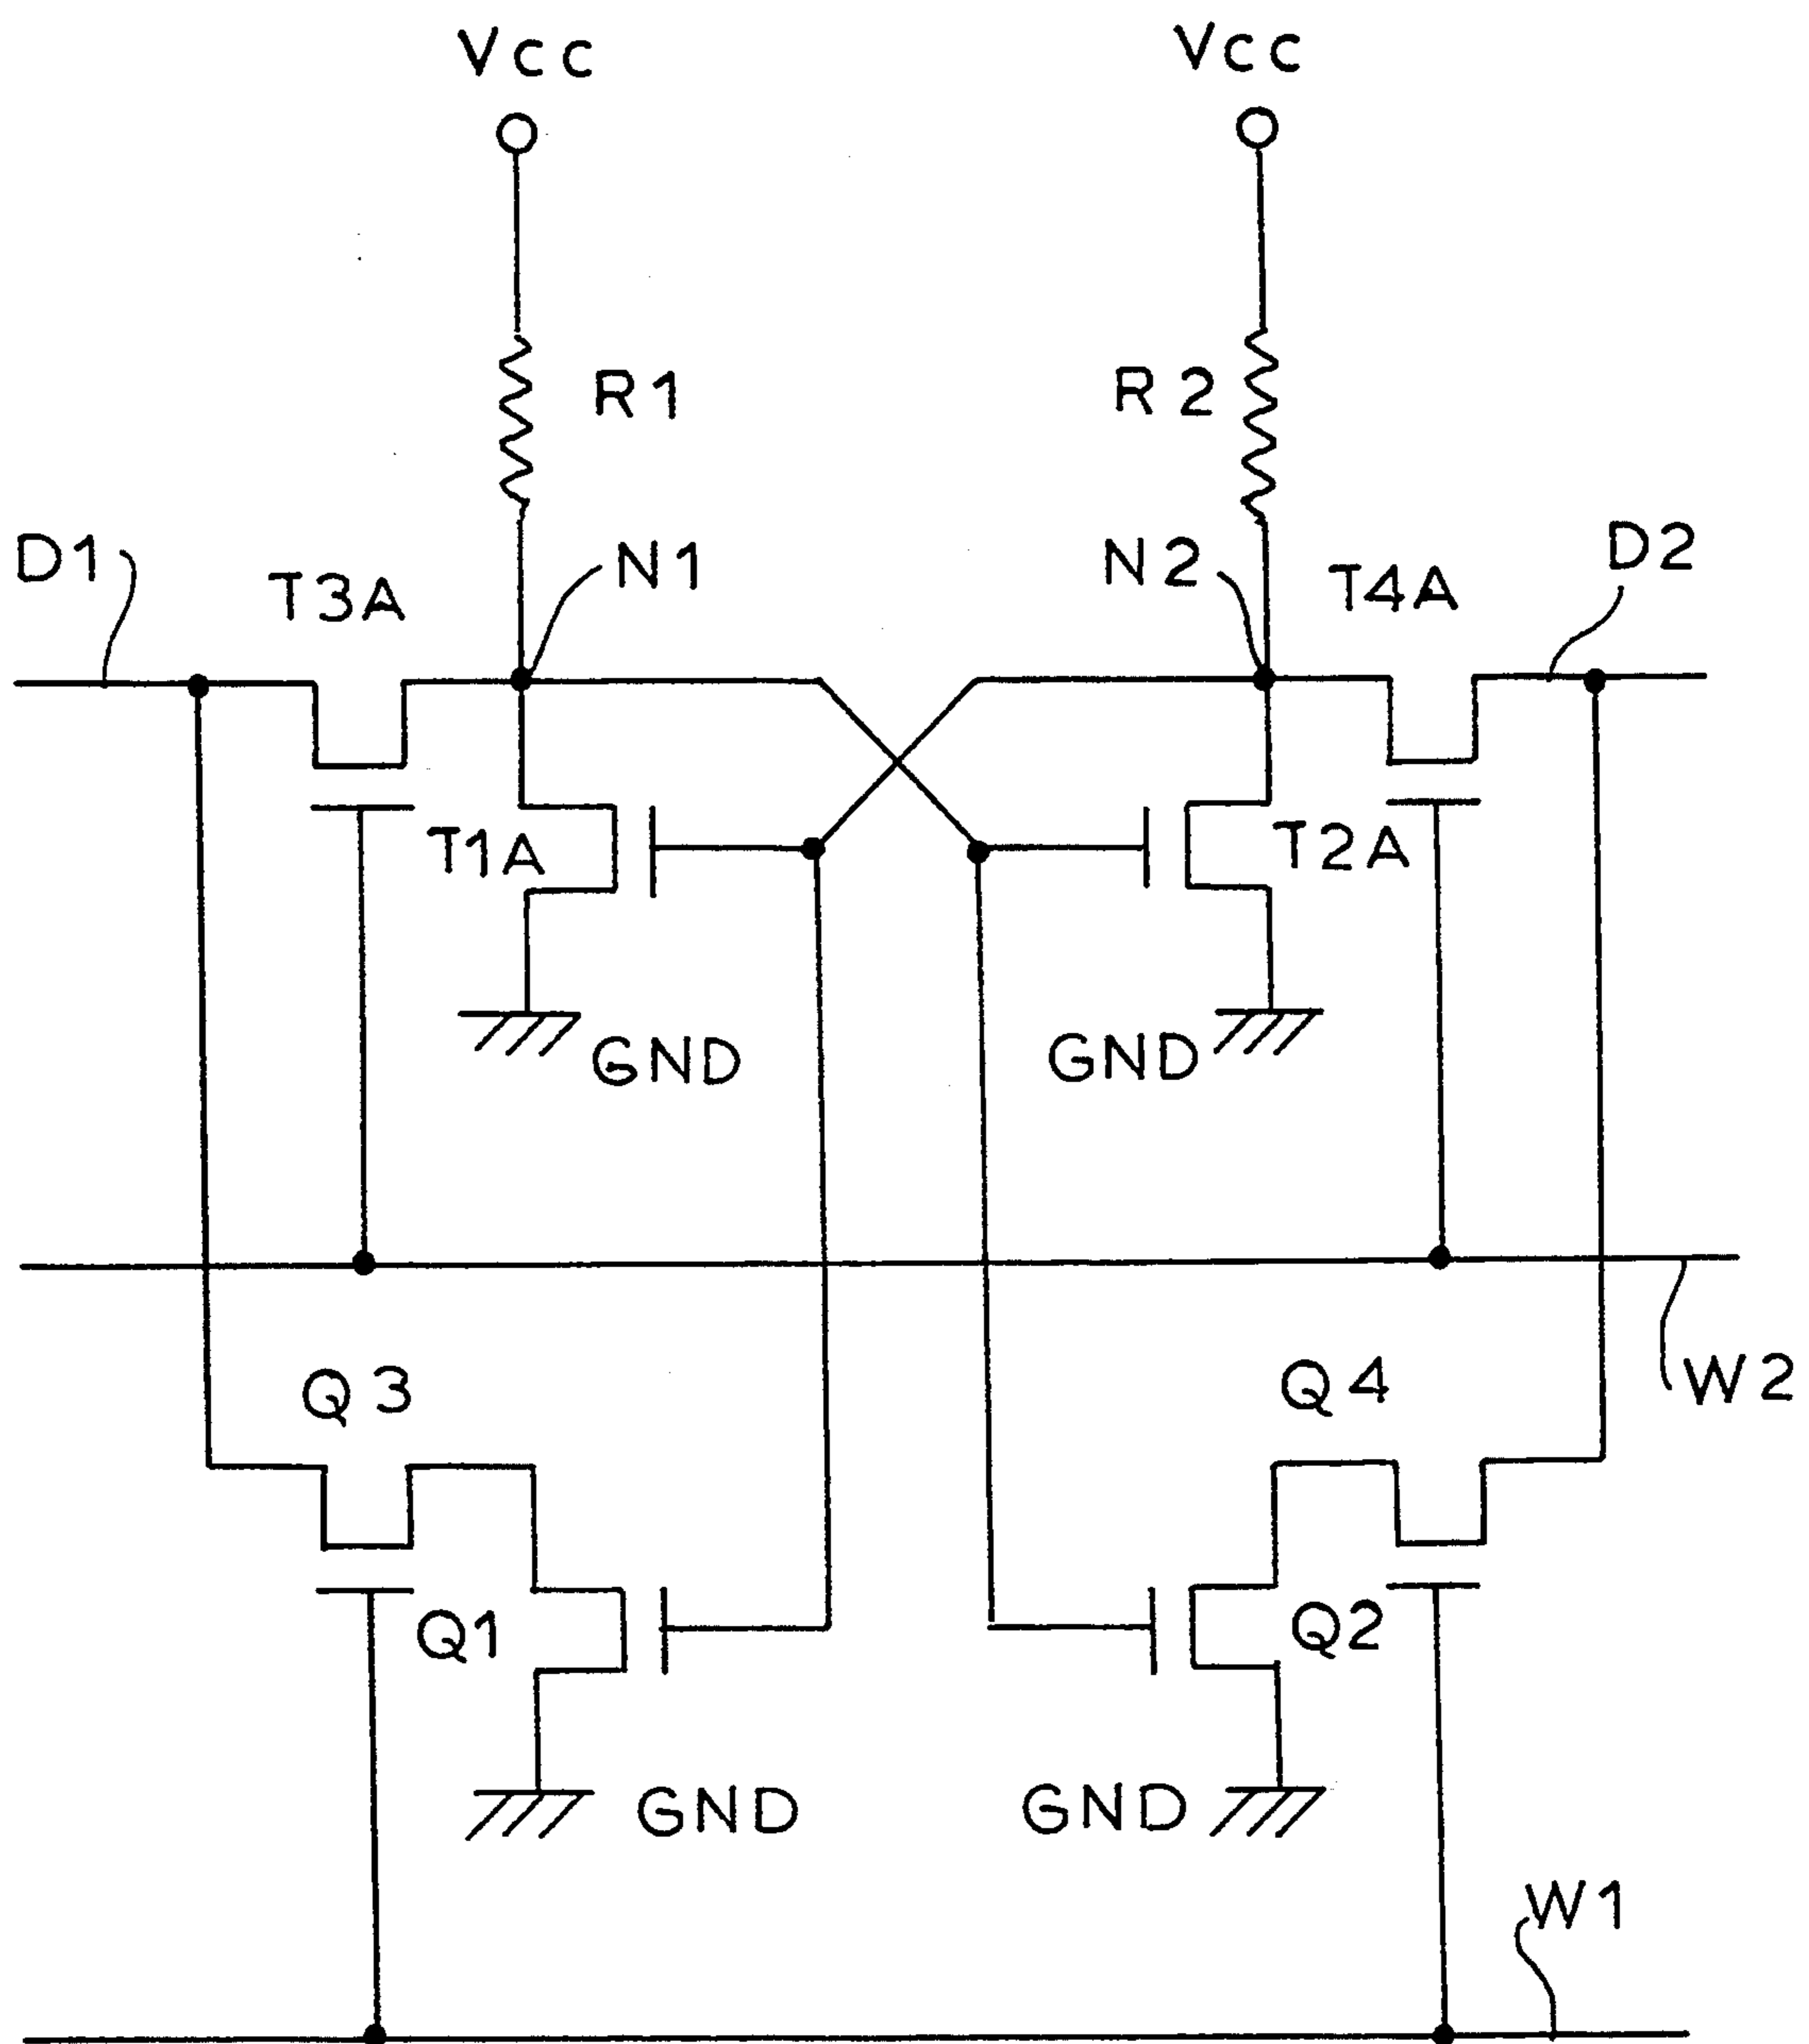 Vcc Vcc
R1 R2
D1 T3A N1 N2 T4A D2
T1A T2A
GND GND
Q3 Q4 W2
Q1 Q2
GND GND
W1